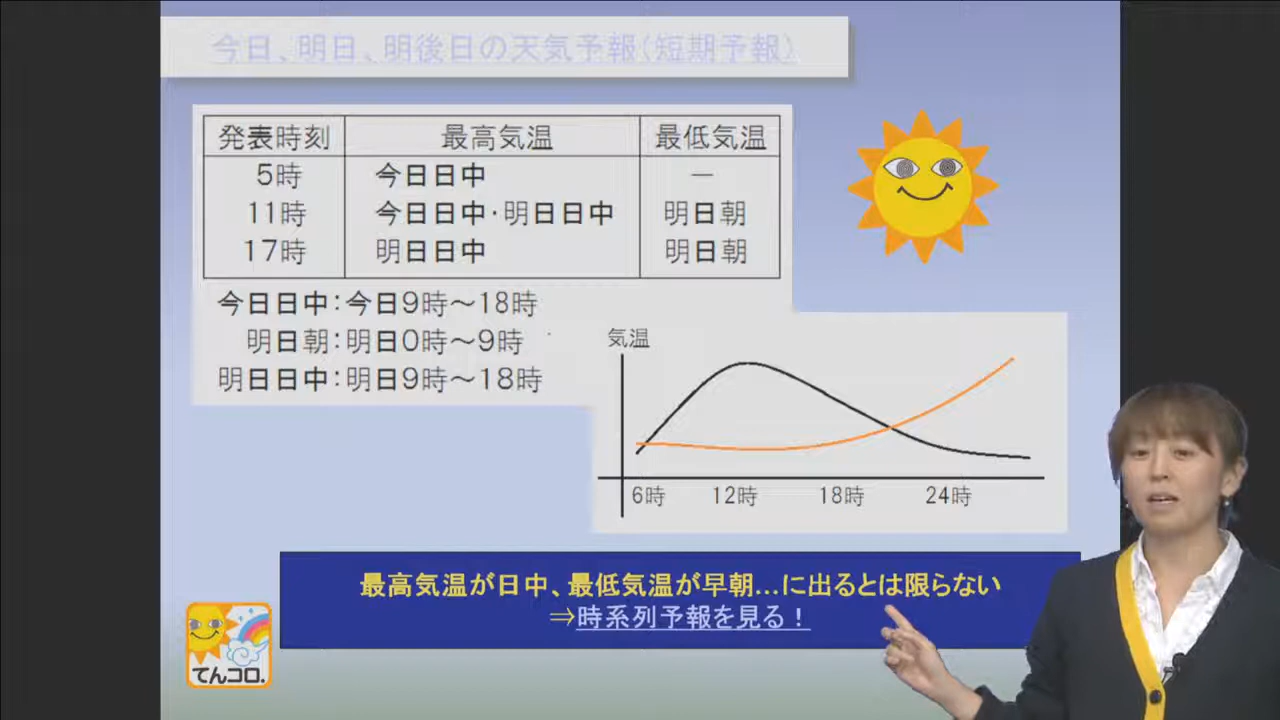 今日、明日、明後日の天気予報(短期予報)
発表時刻 最高気温 最低気温
5時 今日日中 －
11時 今日日中・明日日中 明日朝
17時 明日日中 明日朝
今日日中:今日9時～18時
明日朝:明日0時～9時
明日日中:明日9時～18時
気温
6時 12時 18時 24時
最高気温が日中、最低気温が早朝…に出るとは限らない
⇒時系列予報を見る！
てんコロ.